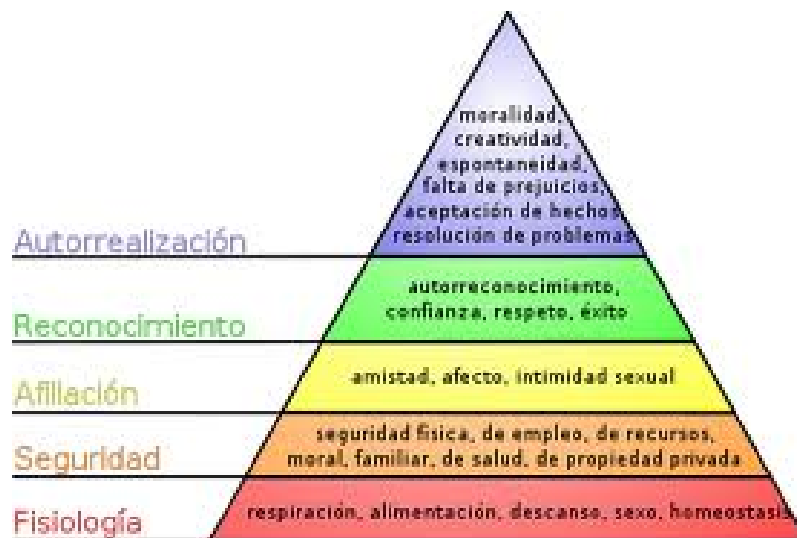 moralidad,
creatividad,
espontaneidad,
falta de prejuicios,
aceptación de hechos,
resolución de problemas
Autorrealización
autorreconocimiento,
confianza, respeto, éxito
Reconocimiento
amistad, afecto, intimidad sexual
Afiliación
seguridad física, de empleo, de recursos,
moral, familiar, de salud, de propiedad privada
Seguridad
respiración, alimentación, descanso, sexo, homeostasis
Fisiología